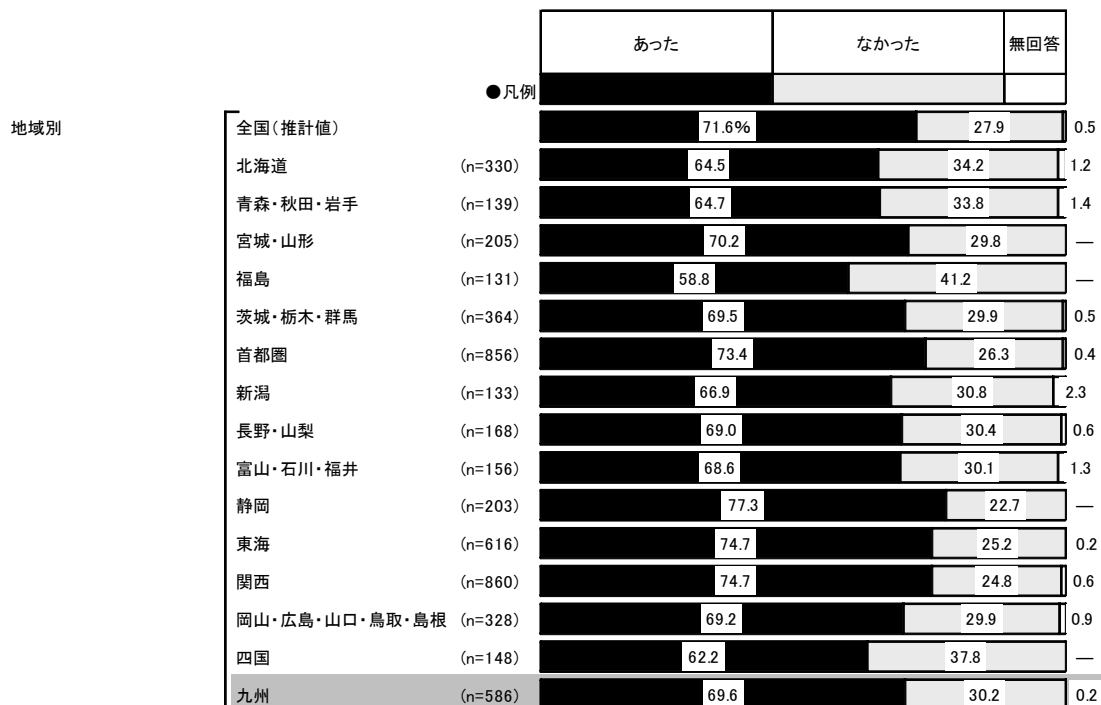 あった なかった 無回答
●凡例
地域別 全国(推計値) 71.6% 27.9 0.5
北海道 (n=330) 64.5 34.2 1.2
青森・秋田・岩手 (n=139) 64.7 33.8 1.4
宮城・山形 (n=205) 70.2 29.8 ―
福島 (n=131) 58.8 41.2 ―
茨城・栃木・群馬 (n=364) 69.5 29.9 0.5
首都圏 (n=856) 73.4 26.3 0.4
新潟 (n=133) 66.9 30.8 2.3
長野・山梨 (n=168) 69.0 30.4 0.6
富山・石川・福井 (n=156) 68.6 30.1 1.3
静岡 (n=203) 77.3 22.7 ―
東海 (n=616) 74.7 25.2 0.2
関西 (n=860) 74.7 24.8 0.6
岡山・広島・山口・鳥取・島根 (n=328) 69.2 29.9 0.9
四国 (n=148) 62.2 37.8 ―
九州 (n=586) 69.6 30.2 0.2